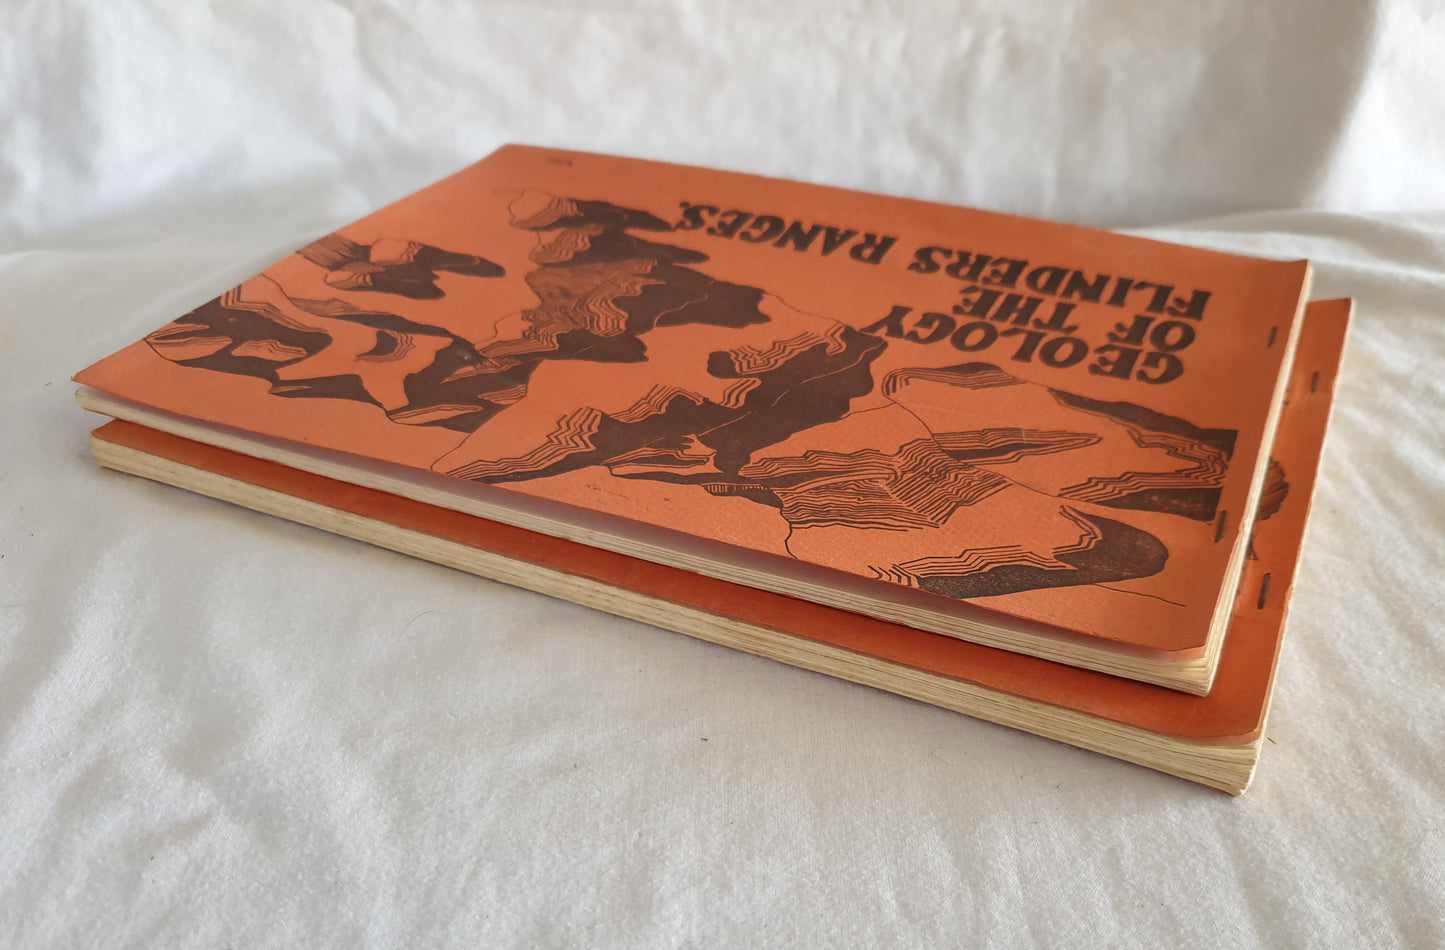 GEOLOGY
OF THE
FLINDERS RANGES.